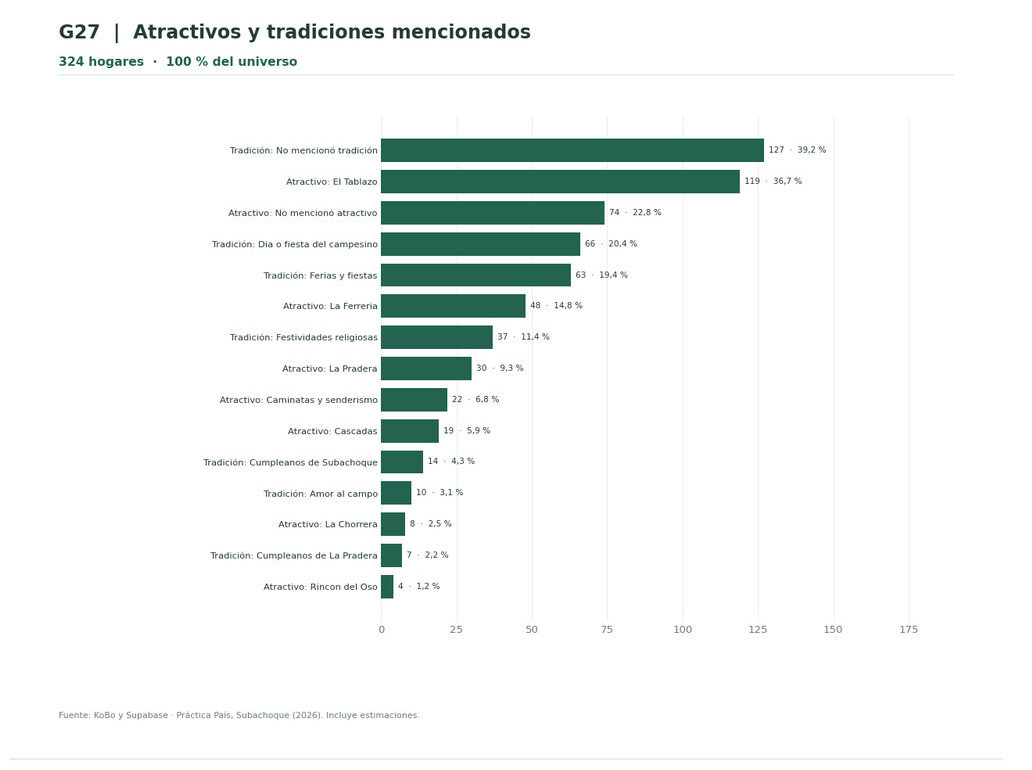 G27 | Atractivos y tradiciones mencionados
324 hogares · 100 % del universo
Tradición: No mencionó tradición 127 · 39,2 %
Atractivo: El Tablazo 119 · 36,7 %
Atractivo: No mencionó atractivo 74 · 22,8 %
Tradición: Dia o fiesta del campesino 66 · 20,4 %
Tradición: Ferias y fiestas 63 · 19,4 %
Atractivo: La Ferreria 48 · 14,8 %
Tradición: Festividades religiosas 37 · 11,4 %
Atractivo: La Pradera 30 · 9,3 %
Atractivo: Caminatas y senderismo 22 · 6,8 %
Atractivo: Cascadas 19 · 5,9 %
Tradición: Cumpleanos de Subachoque 14 · 4,3 %
Tradición: Amor al campo 10 · 3,1 %
Atractivo: La Chorrera 8 · 2,5 %
Tradición: Cumpleanos de La Pradera 7 · 2,2 %
Atractivo: Rincon del Oso 4 · 1,2 %
0 25 50 75 100 125 150 175
Fuente: KoBo y Supabase · Práctica País, Subachoque (2026). Incluye estimaciones.